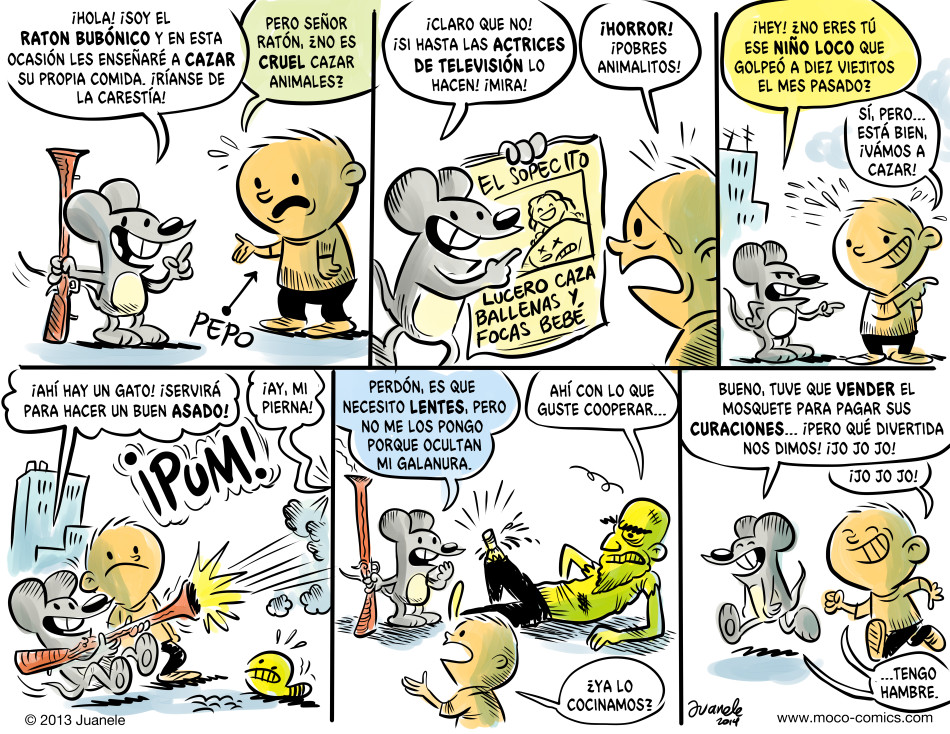 ¡HOLA! ¡SOY EL
RATON BUBÓNICO Y EN ESTA
OCASIÓN LES ENSEÑARÉ A CAZAR
SU PROPIA COMIDA. ¡RÍANSE DE
LA CARESTÍA!
PERO SEÑOR
RATÓN, ¿NO ES
CRUEL CAZAR
ANIMALES?
PEPO
¡CLARO QUE NO!
¡SI HASTA LAS ACTRICES
DE TELEVISIÓN LO
HACEN! ¡MIRA!
¡HORROR!
¡POBRES
ANIMALITOS!
EL SOPECITO
LUCERO CAZA
BALLENAS Y
FOCAS BEBÉ
¡HEY! ¿NO ERES TÚ
ESE NIÑO LOCO QUE
GOLPEÓ A DIEZ VIEJITOS
EL MES PASADO?
SÍ, PERO...
ESTÁ BIEN,
¡VÁMOS A
CAZAR!
¡AHÍ HAY UN GATO! ¡SERVIRÁ
PARA HACER UN BUEN ASADO!
¡AY, MI
PIERNA!
¡PUM!
PERDÓN, ES QUE
NECESITO LENTES, PERO
NO ME LOS PONGO
PORQUE OCULTAN
MI GALANURA.
AHÍ CON LO QUE
GUSTE COOPERAR...
¿YA LO
COCINAMOS?
BUENO, TUVE QUE VENDER EL
MOSQUETE PARA PAGAR SUS
CURACIONES... ¡PERO QUÉ DIVERTIDA
NOS DIMOS! ¡JO JO JO!
¡JO JO JO!
...TENGO
HAMBRE.
© 2013 Juanele
Juanele
2014
www.moco-comics.com